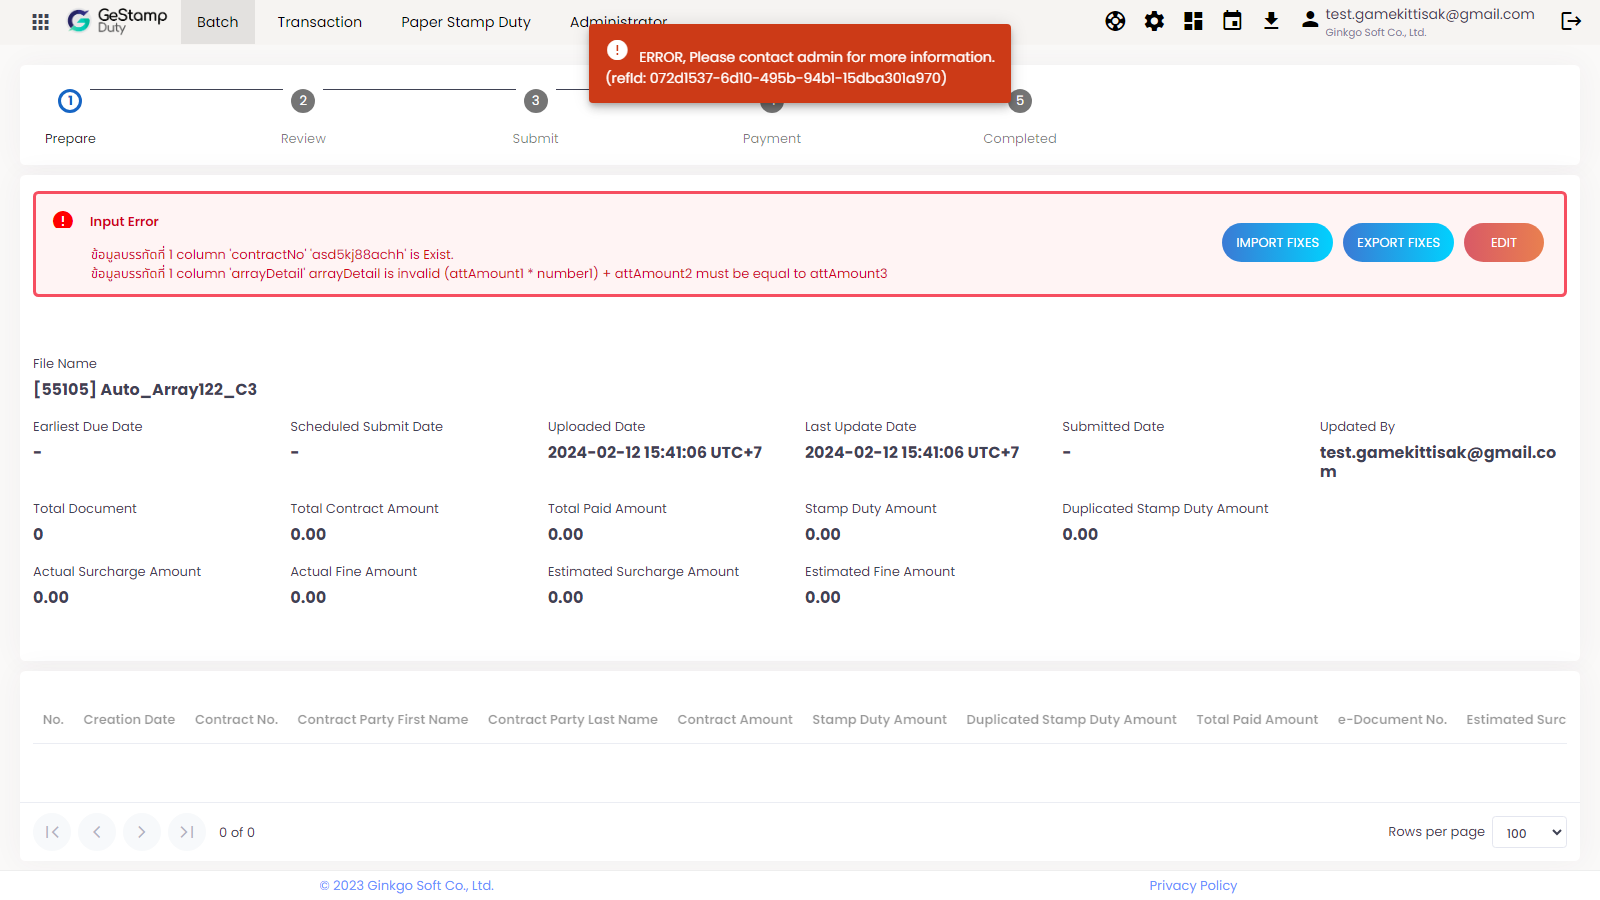 GeStamp
Duty
Batch
Transaction
Paper Stamp Duty
Administrator
test.gamekittisak@gmail.com
Ginkgo Soft Co., Ltd.
ERROR, Please contact admin for more information.
(refId: 072d1537-6d10-495b-94b1-15dba301a970)
1
2
3
5
Prepare
Review
Submit
Payment
Completed
Input Error
ข้อมูลบรรทัดที่ 1 column 'contractNo' 'asd5kj88achh' is Exist.
ข้อมูลบรรทัดที่ 1 column 'arrayDetail' arrayDetail is invalid (attAmount1 * number1) + attAmount2 must be equal to attAmount3
IMPORT FIXES
EXPORT FIXES
EDIT
File Name
[55105] Auto_Array122_C3
Earliest Due Date
-
Scheduled Submit Date
-
Uploaded Date
2024-02-12 15:41:06 UTC+7
Last Update Date
2024-02-12 15:41:06 UTC+7
Submitted Date
-
Updated By
test.gamekittisak@gmail.co
m
Total Document
0
Total Contract Amount
0.00
Total Paid Amount
0.00
Stamp Duty Amount
0.00
Duplicated Stamp Duty Amount
0.00
Actual Surcharge Amount
0.00
Actual Fine Amount
0.00
Estimated Surcharge Amount
0.00
Estimated Fine Amount
0.00
No.
Creation Date
Contract No.
Contract Party First Name
Contract Party Last Name
Contract Amount
Stamp Duty Amount
Duplicated Stamp Duty Amount
Total Paid Amount
e-Document No.
Estimated Surc
0 of 0
Rows per page
100
© 2023 Ginkgo Soft Co., Ltd.
Privacy Policy